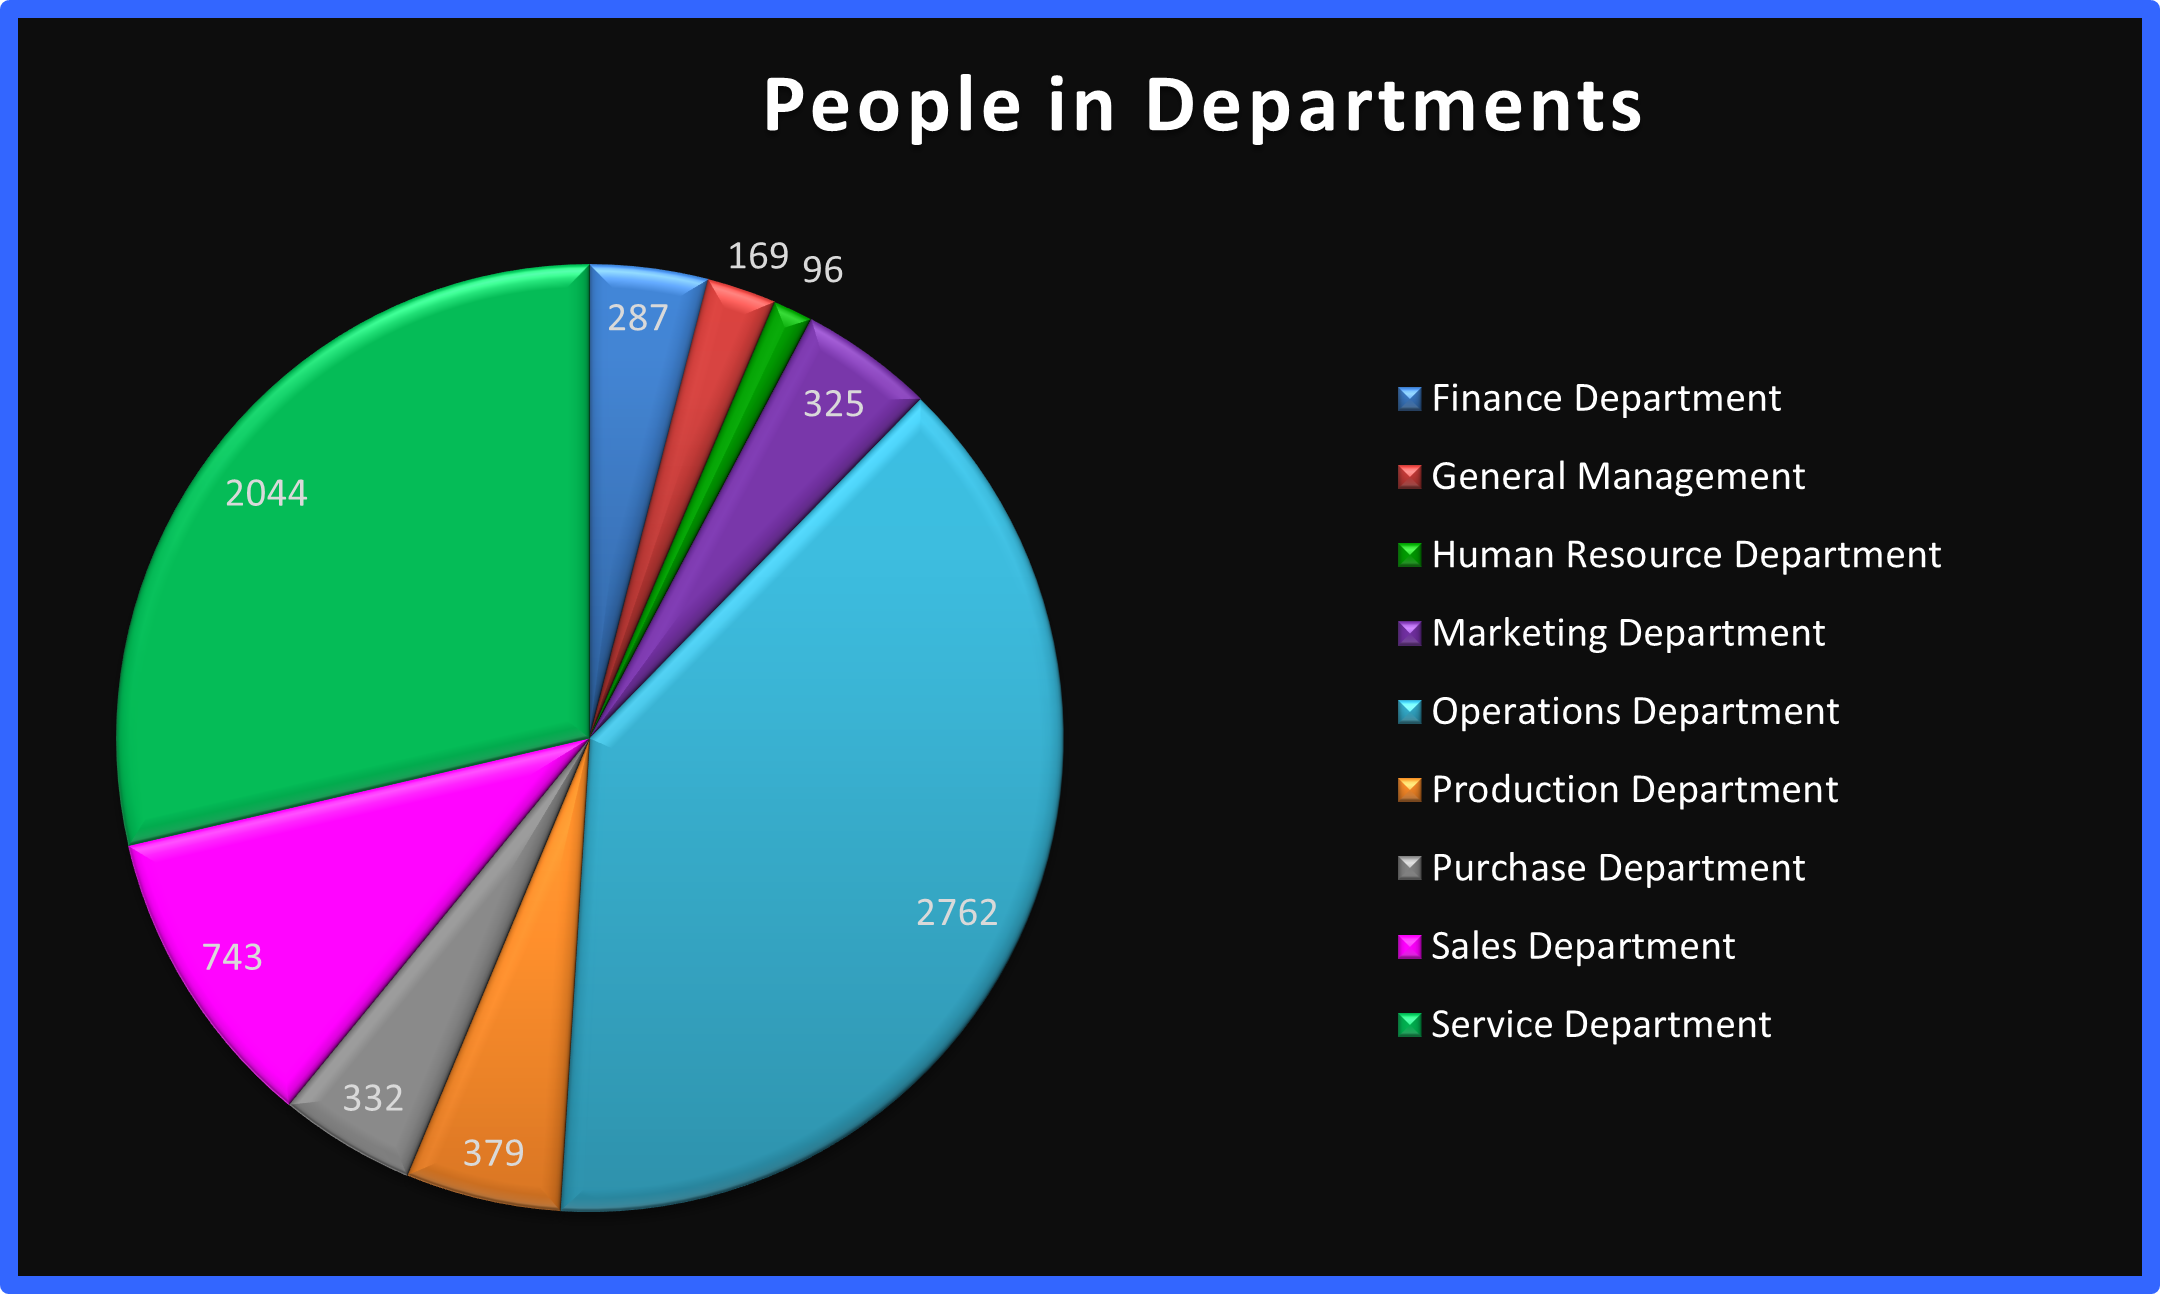 People in Departments
169
96
287
325
2044
2762
743
332
379
Finance Department
General Management
Human Resource Department
Marketing Department
Operations Department
Production Department
Purchase Department
Sales Department
Service Department